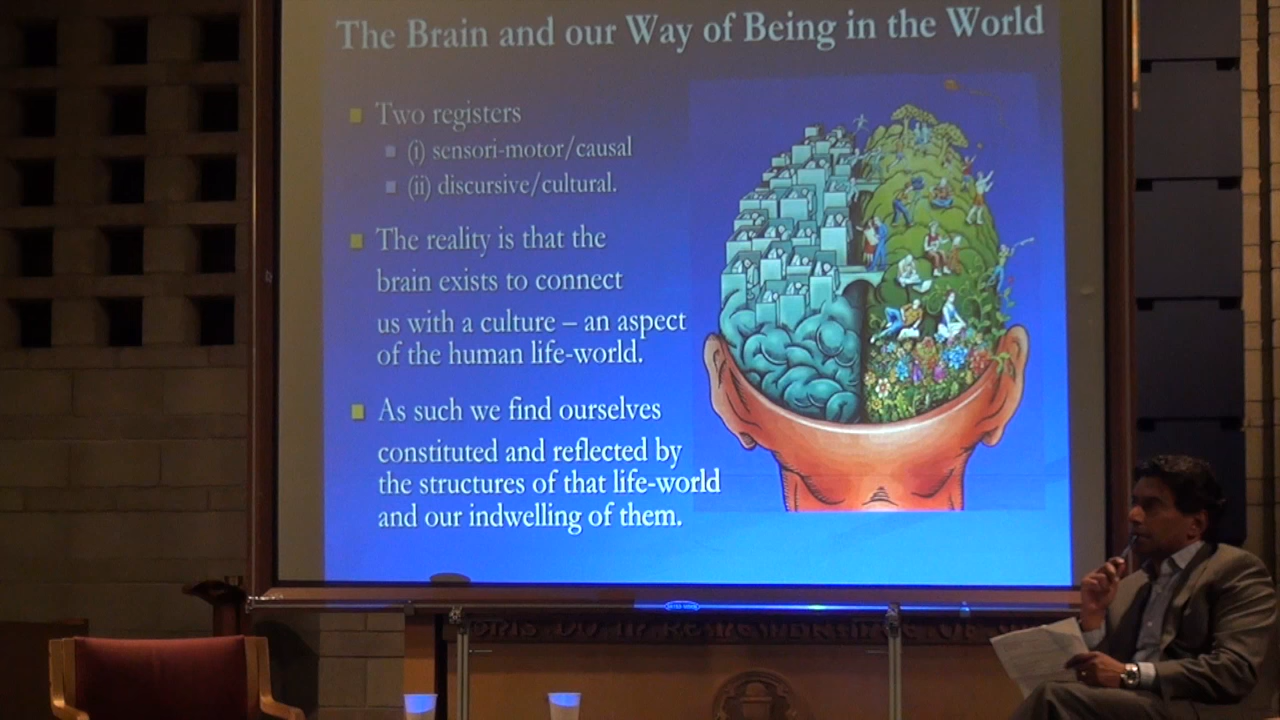 The Brain and our Way of Being in the World
Two registers
(i) sensori-motor/causal
(ii) discursive/cultural.
The reality is that the
brain exists to connect
us with a culture – an aspect
of the human life-world.
As such we find ourselves
constituted and reflected by
the structures of that life-world
and our indwelling of them.